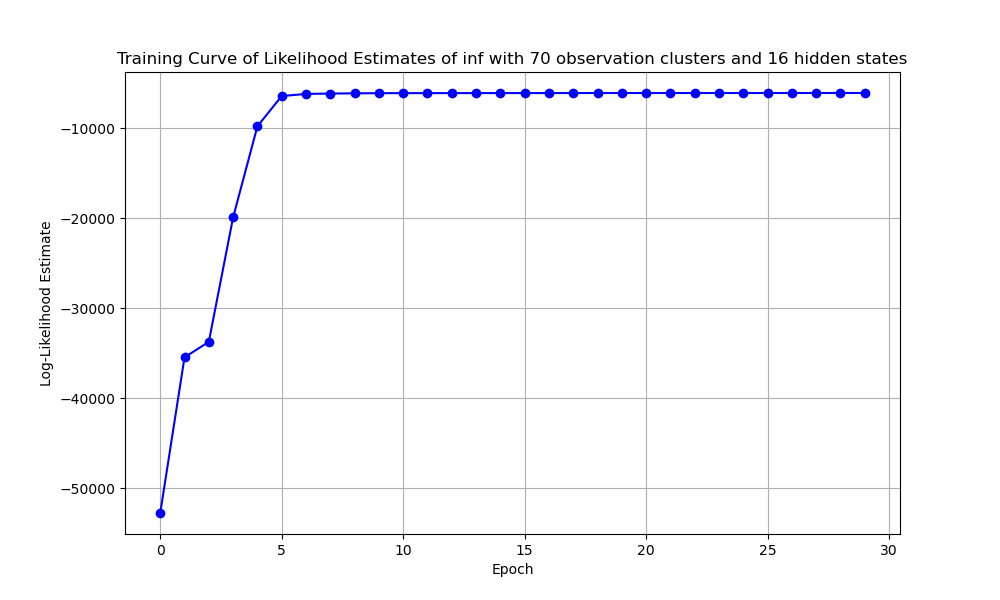 Training Curve of Likelihood Estimates of inf with 70 observation clusters and 16 hidden states
−10000
−20000
−30000
−40000
−50000
Log-Likelihood Estimate
0 5 10 15 20 25 30
Epoch